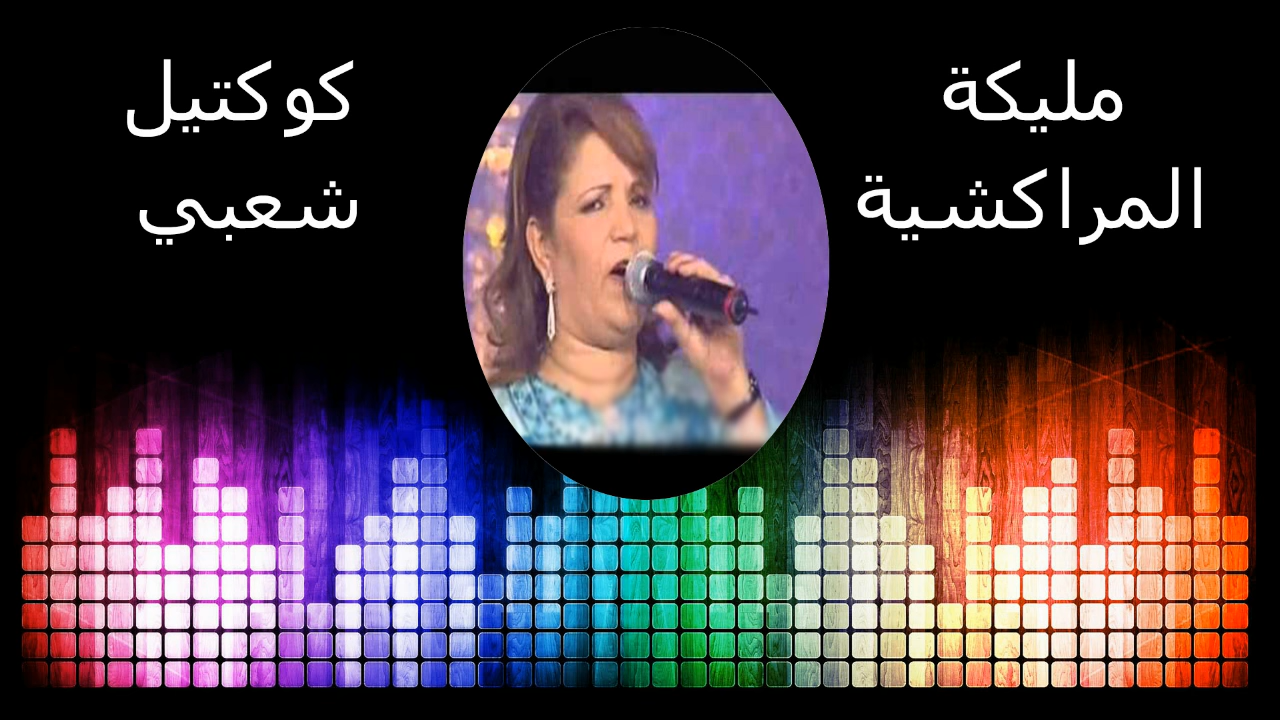 مليكة
المراكشية
كوكتيل
شعبي